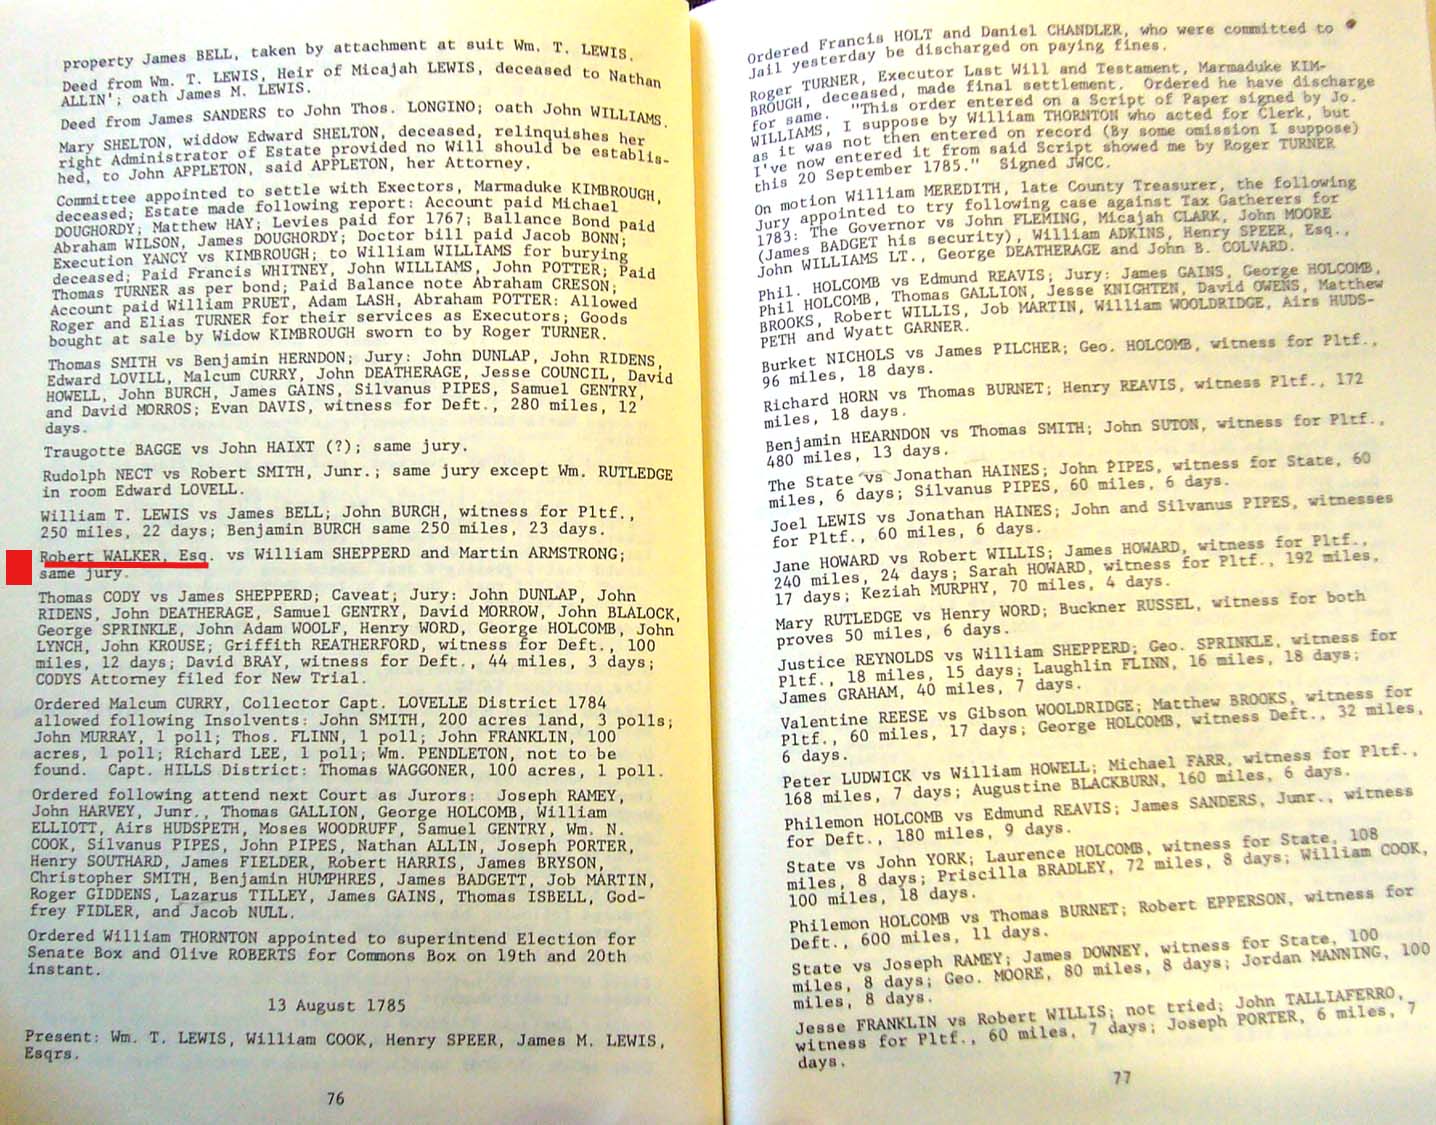 property James BELL, taken by attachment at suit Wm. T. LEWIS.
Deed from Wm. T. LEWIS, Heir of Micajah LEWIS, deceased to Nathan
ALLIN'; oath James M. LEWIS.
Deed from James SANDERS to John Thos. LONGINO; oath John WILLIAMS.
Mary SHELTON, widdow Edward SHELTON, deceased, relinquishes her
right Administrator of Estate provided no Will should be establis-
hed, to John APPLETON, said APPLETON, her Attorney.
Committee appointed to settle with Exectors, Marmaduke KIMBROUGH,
deceased; Estate made following report: Account paid Michael
DOUGHORDY; Matthew HAY; Levies paid for 1767; Ballance Bond paid
Abraham WILSON, James DOUGHORDY; Doctor bill paid Jacob BONN;
Execution YANCY vs KIMBROUGH; to William WILLIAMS for burying
deceased; Paid Francis WHITNEY, John WILLIAMS, John POTTER; Paid
Thomas TURNER as per bond; Paid Balance note Abraham CRESON;
Account paid William PRUET, Adam LASH, Abraham POTTER: Allowed
Roger and Elias TURNER for their services as Executors; Goods
bought at sale by Widow KIMBROUGH sworn to by Roger TURNER.
Thomas SMITH vs Benjamin HERNDON; Jury: John DUNLAP, John RIDENS,
Edward LOVILL, Malcum CURRY, John DEATHERAGE, Jesse COUNCIL, David
HOWELL, John BURCH, James GAINS, Silvanus PIPES, Samuel GENTRY,
and David MORROS; Evan DAVIS, witness for Deft., 280 miles, 12
days.
Traugotte BAGGE vs John HAIXT (?); same jury.
Rudolph NECT vs Robert SMITH, Junr.; same jury except Wm. RUTLEDGE
in room Edward LOVELL.
William T. LEWIS vs James BELL; John BURCH, witness for Pltf.,
250 miles, 22 days; Benjamin BURCH same 250 miles, 23 days.
Robert WALKER, Esq. vs William SHEPPERD and Martin ARMSTRONG;
same jury.
Thomas CODY vs James SHEPPERD; Caveat; Jury: John DUNLAP, John
RIDENS, John DEATHERAGE, Samuel GENTRY, David MORROW, John BLALOCK,
George SPRINKLE, John Adam WOOLF, Henry WORD, George HOLCOMB, John
LYNCH, John KROUSE; Griffith REATHERFORD, witness for Deft., 100
miles, 12 days; David BRAY, witness for Deft., 44 miles, 3 days;
CODYS Attorney filed for New Trial.
Ordered Malcum CURRY, Collector Capt. LOVELLE District 1784
allowed following Insolvents: John SMITH, 200 acres land, 3 polls;
John MURRAY, 1 poll; Thos. FLINN, 1 poll; John FRANKLIN, 100
acres, 1 poll; Richard LEE, 1 poll; Wm. PENDLETON, not to be
found. Capt. HILLS District: Thomas WAGGONER, 100 acres, 1 poll.
Ordered following attend next Court as Jurors: Joseph RAMEY,
John HARVEY, Junr., Thomas GALLION, George HOLCOMB, William
ELLIOTT, Airs HUDSPETH, Moses WOODRUFF, Samuel GENTRY, Wm. N.
COOK, Silvanus PIPES, John PIPES, Nathan ALLIN, Joseph PORTER,
Henry SOUTHARD, James FIELDER, Robert HARRIS, James BRYSON,
Christopher SMITH, Benjamin HUMPHRES, James BADGETT, Job MARTIN,
Roger GIDDENS, Lazarus TILLEY, James GAINS, Thomas ISBELL, God-
frey FIDLER, and Jacob NULL.
Ordered William THORNTON appointed to superintend Election for
Senate Box and Olive ROBERTS for Commons Box on 19th and 20th
instant.
13 August 1785
Present: Wm. T. LEWIS, William COOK, Henry SPEER, James M. LEWIS,
Esqrs.
76
Ordered Francis HOLT and Daniel CHANDLER, who were committed to
Jail yesterday be discharged on paying fines.
Roger TURNER, Executor Last Will and Testament, Marmaduke KIM-
BROUGH, deceased, made final settlement. Ordered he have discharge
for same. "This order entered on a Script of Paper signed by Jo.
WILLIAMS, I suppose by William THORNTON who acted for Clerk, but
as it was not then entered on record (By some omission I suppose)
I've now entered it from said Script showed me by Roger TURNER
this 20 September 1785." Signed JWCC.
On motion William MEREDITH, late County Treasurer, the following
Jury appointed to try following case against Tax Gatherers for
1783: The Governor vs John FLEMING, Micajah CLARK, John MOORE
(James BADGET his security), William ADKINS, Henry SPEER, Esq.,
John WILLIAMS LT., George DEATHERAGE and John B. COLVARD.
Phil. HOLCOMB vs Edmund REAVIS; Jury: James GAINS, George HOLCOMB,
Phil HOLCOMB, Thomas GALLION, Jesse KNIGHTEN, David OWENS, Matthew
BROOKS, Robert WILLIS, Job MARTIN, William WOOLDRIDGE, Airs HUDS-
PETH and Wyatt GARNER.
Burket NICHOLS vs James PILCHER; Geo. HOLCOMB, witness for Pltf.,
96 miles, 18 days.
Richard HORN vs Thomas BURNET; Henry REAVIS, witness Pltf., 172
miles, 18 days.
Benjamin HEARNDON vs Thomas SMITH; John SUTON, witness for Pltf.,
480 miles, 13 days.
The State vs Jonathan HAINES; John PIPES, witness for State, 60
miles, 6 days; Silvanus PIPES, 60 miles, 6 days.
Joel LEWIS vs Jonathan HAINES; John and Silvanus PIPES, witnesses
for Pltf., 60 miles, 6 days.
Jane HOWARD vs Robert WILLIS; James HOWARD, witness for Pltf.,
240 miles, 24 days; Sarah HOWARD, witness for Pltf., 192 miles,
17 days; Keziah MURPHY, 70 miles, 4 days.
Mary RUTLEDGE vs Henry WORD; Buckner RUSSEL, witness for both
proves 50 miles, 6 days.
Justice REYNOLDS vs William SHEPPERD; Geo. SPRINKLE, witness for
Pltf., 18 miles, 15 days; Laughlin FLINN, 16 miles, 18 days;
James GRAHAM, 40 miles, 7 days.
Valentine REESE vs Gibson WOOLDRIDGE; Matthew BROOKS, witness for
Pltf., 60 miles, 17 days; George HOLCOMB, witness Deft., 32 miles,
6 days.
Peter LUDWICK vs William HOWELL; Michael FARR, witness for Pltf.,
168 miles, 7 days; Augustine BLACKBURN, 160 miles, 6 days.
Philemon HOLCOMB vs Edmund REAVIS; James SANDERS, Junr., witness
for Deft., 180 miles, 9 days.
State vs John YORK; Laurence HOLCOMB, witness for State, 108
miles, 8 days; Priscilla BRADLEY, 72 miles, 8 days; William COOK,
100 miles, 18 days.
Philemon HOLCOMB vs Thomas BURNET; Robert EPPERSON, witness for
Deft., 600 miles, 11 days.
State vs Joseph RAMEY; James DOWNEY, witness for State, 100
miles, 8 days; Geo. MOORE, 80 miles, 8 days; Jordan MANNING, 100
miles, 8 days.
Jesse FRANKLIN vs Robert WILLIS; not tried; John TALLIAFERRO,
witness for Pltf., 60 miles, 7 days; Joseph PORTER, 6 miles, 7
days.
77